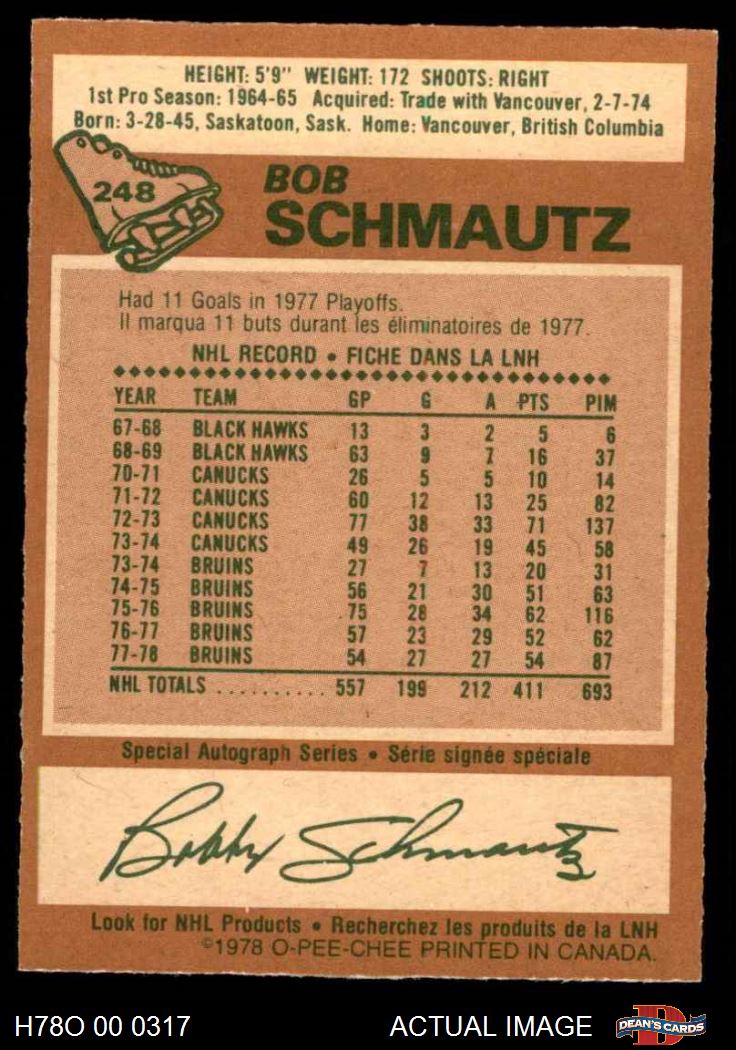 HEIGHT: 5'9" WEIGHT: 172 SHOOTS: RIGHT
1st Pro Season: 1964-65 Acquired: Trade with Vancouver, 2-7-74
Born: 3-28-45, Saskatoon, Sask. Home: Vancouver, British Columbia
248
BOB
SCHMAUTZ
Had 11 Goals in 1977 Playoffs.
Il marqua 11 buts durant les éliminatoires de 1977.
NHL RECORD • FICHE DANS LA LNH
YEAR TEAM GP G A PTS PIM
67-68 BLACK HAWKS 13 3 2 5 6
68-69 BLACK HAWKS 63 9 7 16 37
70-71 CANUCKS 26 5 5 10 14
71-72 CANUCKS 60 12 13 25 82
72-73 CANUCKS 77 38 33 71 137
73-74 CANUCKS 49 26 19 45 58
73-74 BRUINS 27 7 13 20 31
74-75 BRUINS 56 21 30 51 63
75-76 BRUINS 75 28 34 62 116
76-77 BRUINS 57 23 29 52 62
77-78 BRUINS 54 27 27 54 87
NHL TOTALS .......... 557 199 212 411 693
Special Autograph Series • Série signée spéciale
Bobby Schmautz
Look for NHL Products • Recherchez les produits de la LNH
©1978 O-PEE-CHEE PRINTED IN CANADA.
H78O 00 0317 ACTUAL IMAGE DEAN'S CARDS